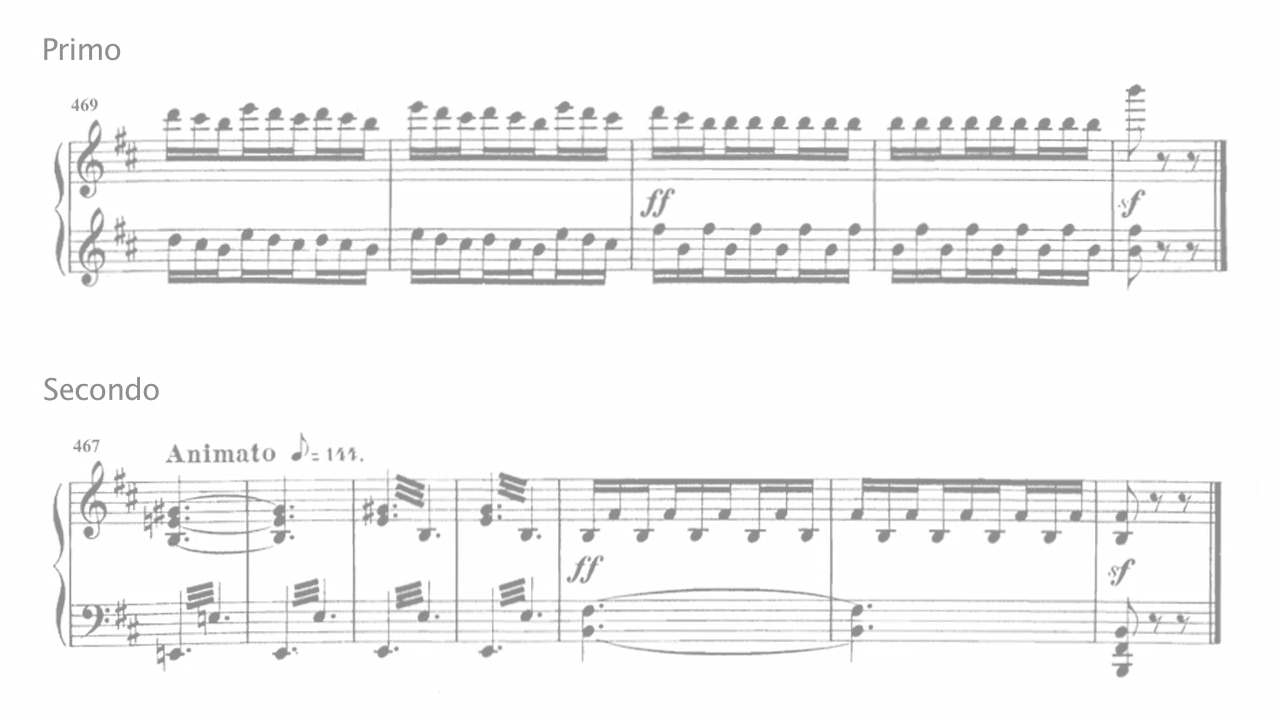 Primo
469
ff
sf
Secondo
467
Animato ♪= 144.
ff
sf